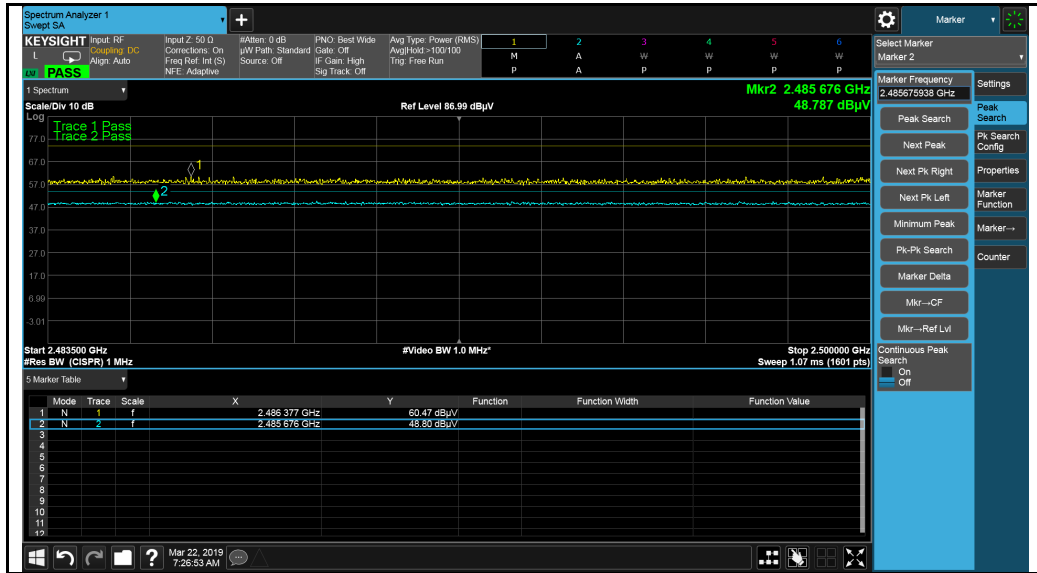 Spectrum Analyzer 1
Swept SA
+
Marker
KEYSIGHT
L
PASS
Input: RF
Coupling: DC
Align: Auto
Input Z: 50 Ω
Corrections: On
Freq Ref: Int (S)
NFE: Adaptive
#Atten: 0 dB
µW Path: Standard
Source: Off
PNO: Best Wide
Gate: Off
IF Gain: High
Sig Track: Off
Avg Type: Power (RMS)
Avg|Hold:>100/100
Trig: Free Run
1 2 3 4 5 6
M A W W W W
P A P P P P
Select Marker
Marker 2
1 Spectrum
Scale/Div 10 dB
Ref Level 86.99 dBµV
Mkr2 2.485 676 GHz
48.787 dBµV
Log
Trace 1 Pass
Trace 2 Pass
77.0
67.0
57.0
47.0
37.0
27.0
17.0
6.99
-3.01
1
2
Start 2.483500 GHz
#Video BW 1.0 MHz*
Stop 2.500000 GHz
#Res BW (CISPR) 1 MHz
Sweep 1.07 ms (1601 pts)
5 Marker Table
Mode Trace Scale X Y Function Function Width Function Value
1 N 1 f 2.486 377 GHz 60.47 dBµV
2 N 2 f 2.485 676 GHz 48.80 dBµV
3
4
5
6
7
8
9
10
11
12
Marker Frequency
2.485675938 GHz
Peak Search
Next Peak
Next Pk Right
Next Pk Left
Minimum Peak
Pk-Pk Search
Marker Delta
Mkr→CF
Mkr→Ref Lvl
Continuous Peak
Search
On
Off
Settings
Peak
Search
Pk Search
Config
Properties
Marker
Function
Marker→
Counter
?
Mar 22, 2019
7:26:53 AM